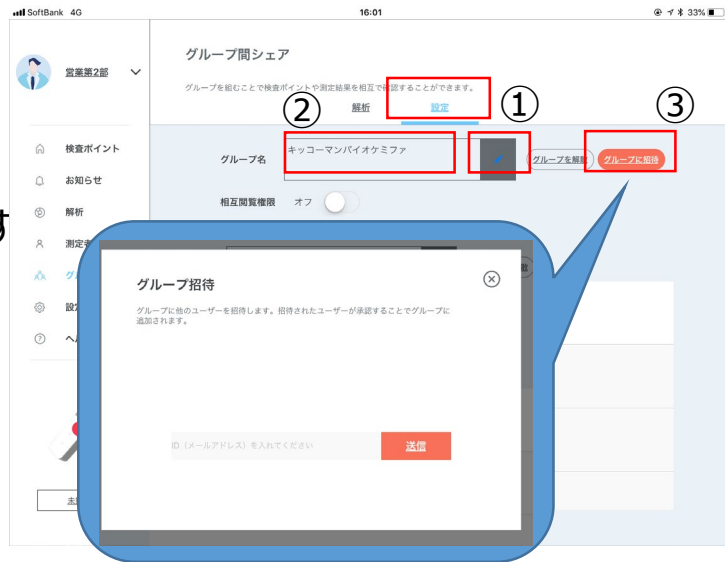 SoftBank 4G
16:01
33%
営業第2部
グループ間シェア
グループを組むことで検査ポイントや測定結果を相互で確認することができます。
解析
設定
①
②
③
グループ名
キッコーマンバイオケミファ
グループを解散
グループに招待
相互閲覧権限
オフ
検査ポイント
お知らせ
解析
測定者
す
グループ招待
グループに他のユーザーを招待します。招待されたユーザーが承認することでグループに
追加されます。
ID（メールアドレス）を入れてください
送信
散